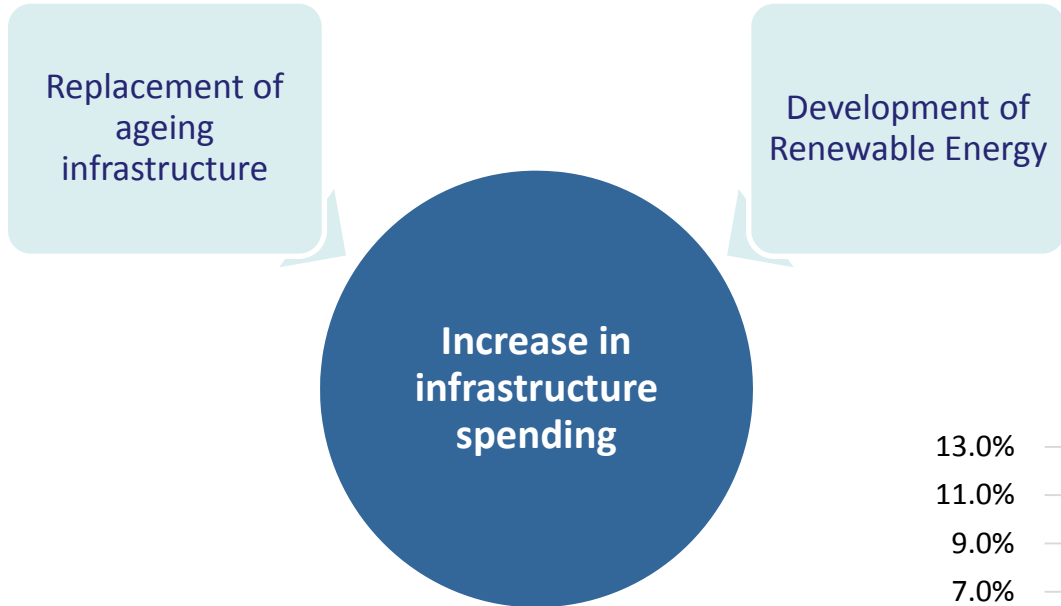 Replacement of
ageing
infrastructure
Development of
Renewable Energy
Increase in
infrastructure
spending
13.0%
11.0%
9.0%
7.0%